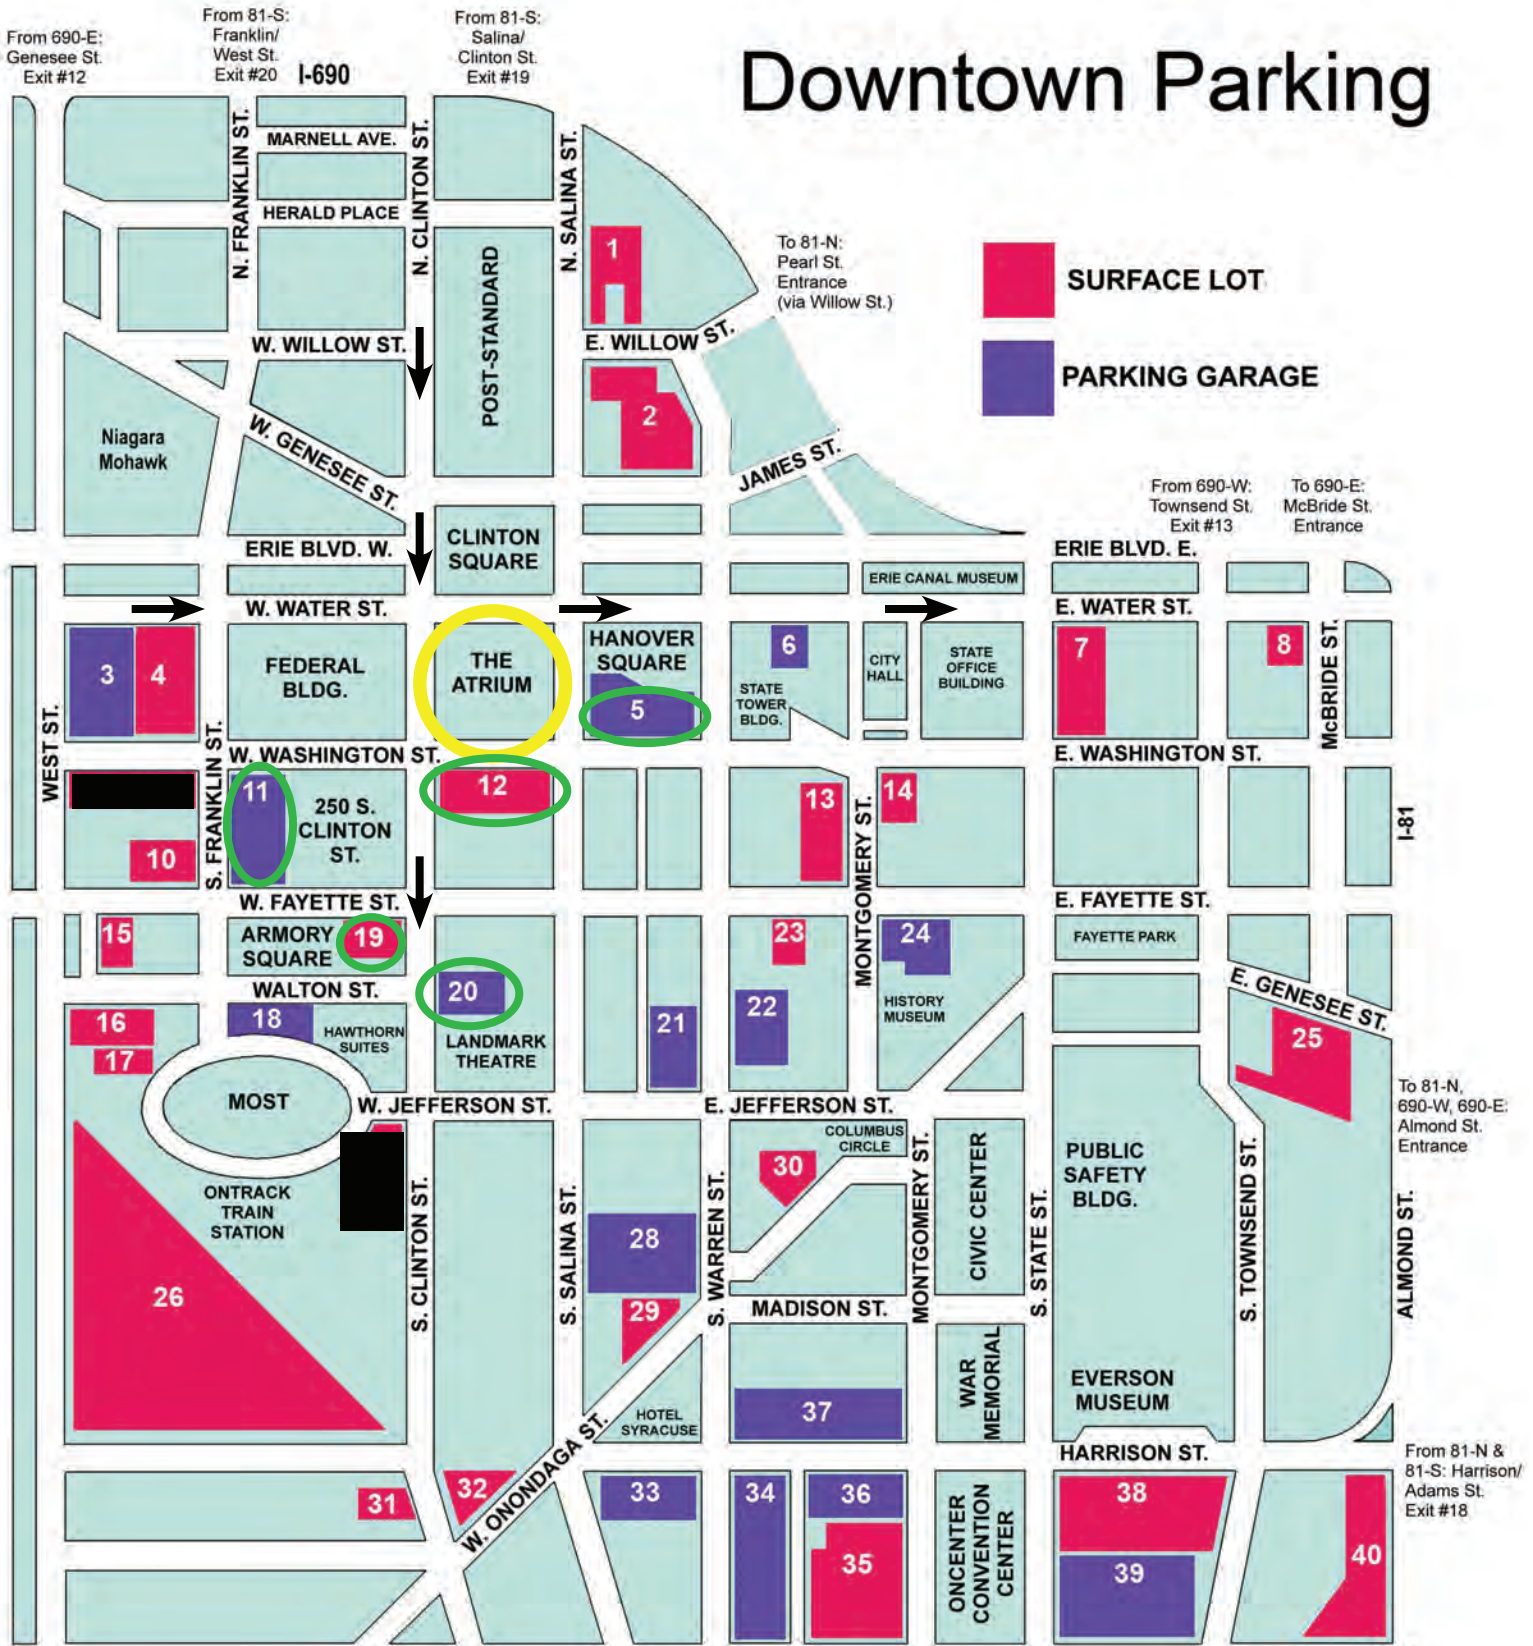 From 690-E:
Genesee St.
Exit #12
From 81-S:
Franklin/
West St.
Exit #20
I-690
From 81-S:
Salina/
Clinton St.
Exit #19
Downtown Parking
MARNELL AVE.
HERALD PLACE
N. FRANKLIN ST.
N. CLINTON ST.
N. SALINA ST.
POST-STANDARD
1
To 81-N:
Pearl St.
Entrance
(via Willow St.)
SURFACE LOT
PARKING GARAGE
W. WILLOW ST.
E. WILLOW ST.
2
Niagara
Mohawk
W. GENESEE ST.
JAMES ST.
From 690-W:
Townsend St.
Exit #13
To 690-E:
McBride St.
Entrance
ERIE BLVD. W.
CLINTON
SQUARE
ERIE BLVD. E.
ERIE CANAL MUSEUM
W. WATER ST.
E. WATER ST.
3
4
FEDERAL
BLDG.
THE
ATRIUM
HANOVER
SQUARE
5
6
STATE
TOWER
BLDG.
CITY
HALL
STATE
OFFICE
BUILDING
7
8
McBRIDE ST.
WEST ST.
S. FRANKLIN ST.
W. WASHINGTON ST.
E. WASHINGTON ST.
10
11
250 S.
CLINTON
ST.
12
13
14
MONTGOMERY ST.
I-81
W. FAYETTE ST.
E. FAYETTE ST.
15
ARMORY
SQUARE
19
23
24
FAYETTE PARK
WALTON ST.
E. GENESEE ST.
16
17
18
HAWTHORN
SUITES
20
LANDMARK
THEATRE
21
22
HISTORY
MUSEUM
25
MOST
W. JEFFERSON ST.
E. JEFFERSON ST.
To 81-N,
690-W, 690-E:
Almond St.
Entrance
COLUMBUS
CIRCLE
30
ONTRACK
TRAIN
STATION
S. CLINTON ST.
S. SALINA ST.
S. WARREN ST.
MONTGOMERY ST.
CIVIC CENTER
S. STATE ST.
PUBLIC
SAFETY
BLDG.
S. TOWNSEND ST.
ALMOND ST.
26
28
29
MADISON ST.
WAR
MEMORIAL
EVERSON
MUSEUM
37
HOTEL
SYRACUSE
HARRISON ST.
W. ONONDAGA ST.
From 81-N &
81-S: Harrison/
Adams St.
Exit #18
31
32
33
34
36
35
ONCENTER
CONVENTION
CENTER
38
39
40